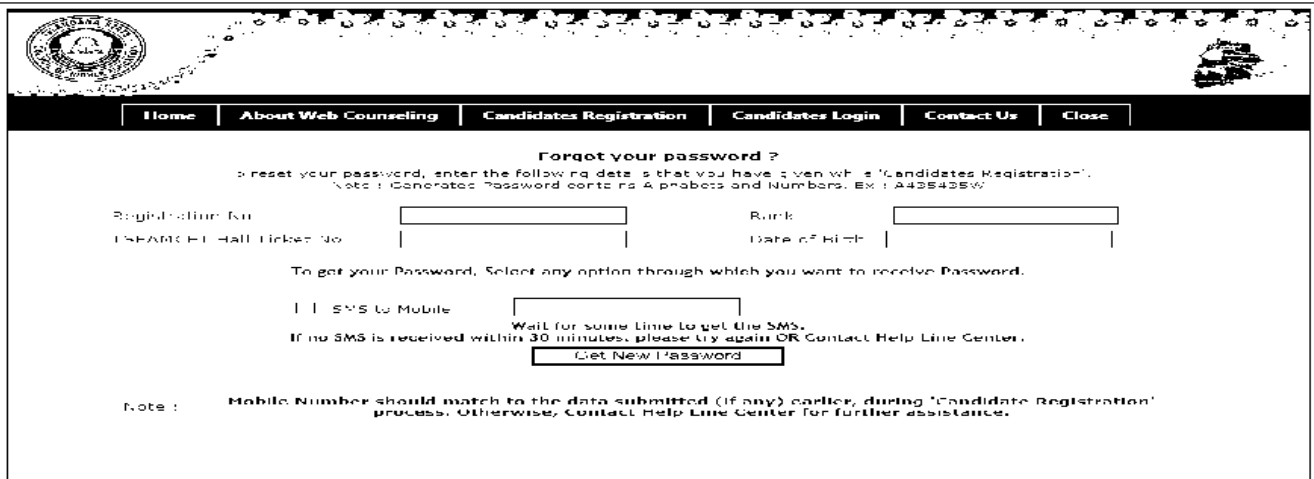 Home About Web Counseling Candidates Registration Candidates Login Contact Us Close
Forgot your password ?
To reset your password, enter the following details that you have given while 'Candidates Registration'.
Note : Generated Password contains Alphabets and Numbers. Ex : A435435W
Registration No Rank
TSEAMCET Hall Ticket No Date of Birth
To get your Password, Select any option through which you want to receive Password.
SMS to Mobile
Wait for some time to get the SMS.
If no SMS is received within 30 minutes, please try again OR Contact Help Line Center.
Get New Password
Note : Mobile Number should match to the data submitted (if any) earlier, during 'Candidate Registration'
process. Otherwise, Contact Help Line Center for further assistance.